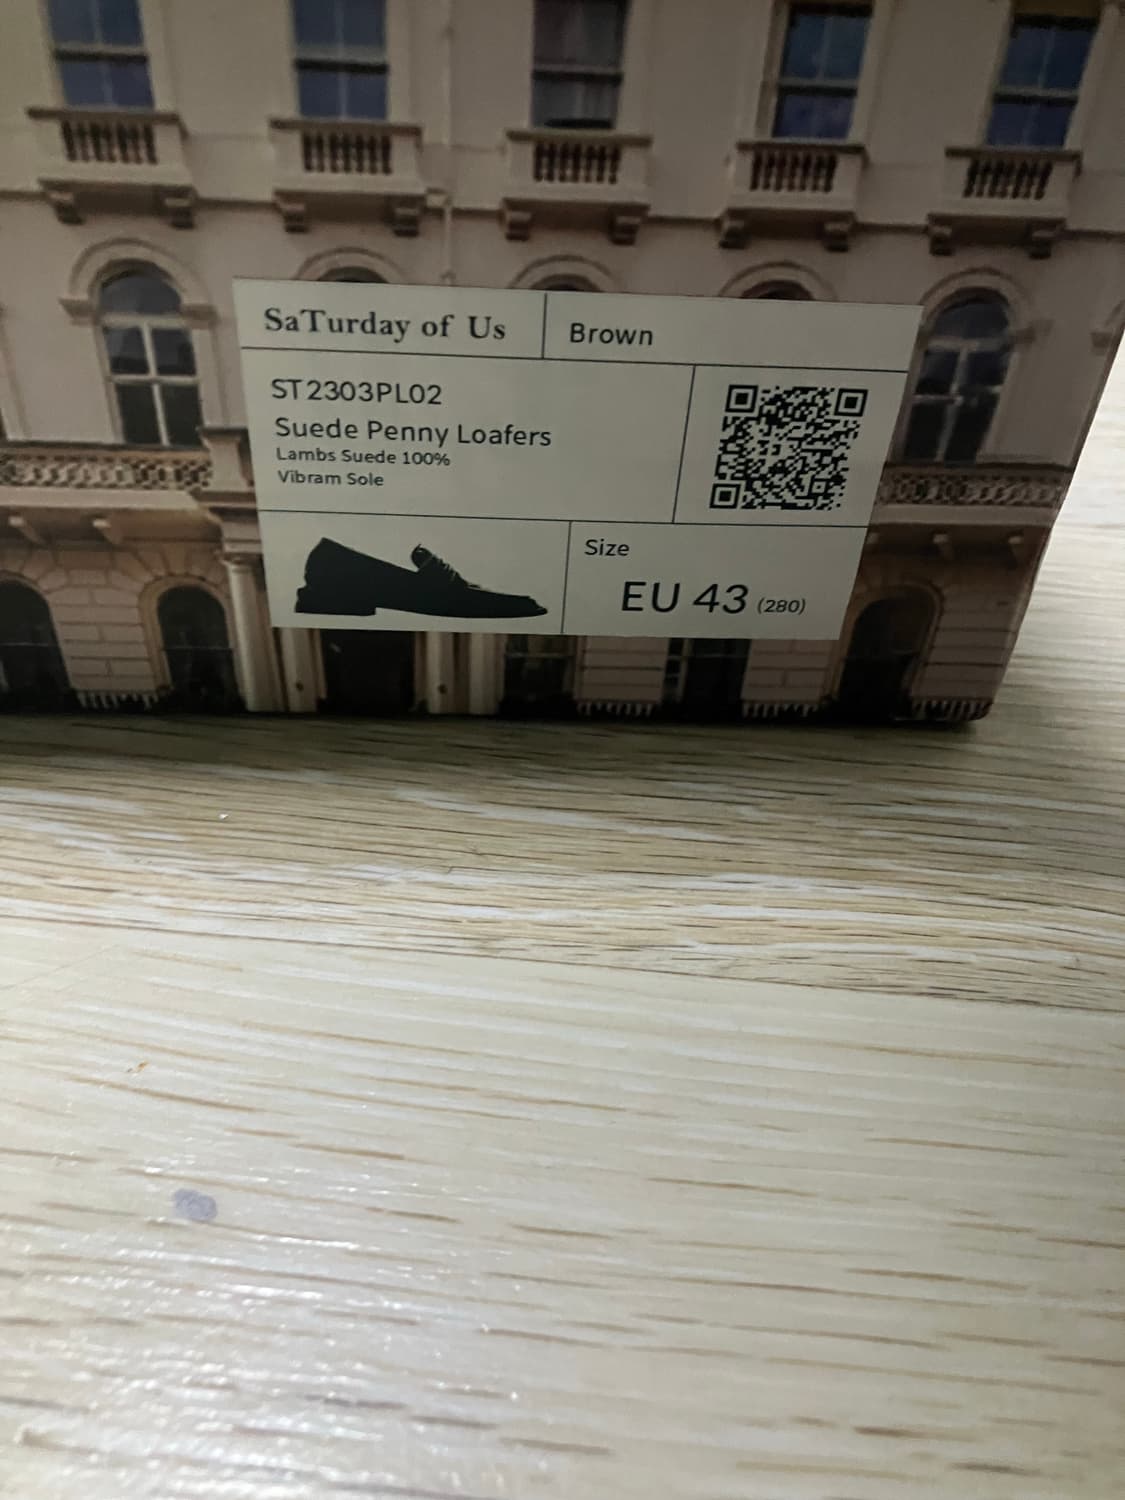 SaTurday of Us
Brown
ST2303PL02
Suede Penny Loafers
Lambs Suede 100%
Vibram Sole
Size
EU 43 (280)